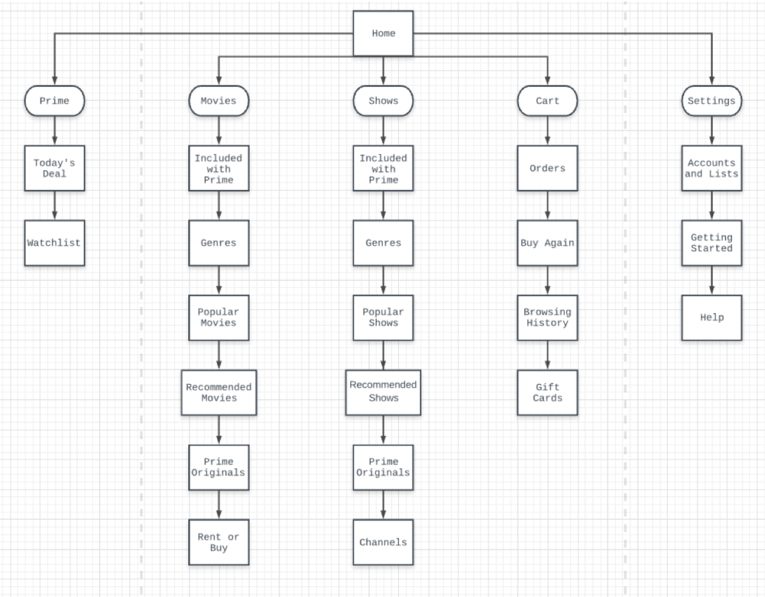 Home
Prime
Movies
Shows
Cart
Settings
Today's
Deal
Included
with
Prime
Included
with
Prime
Orders
Accounts
and Lists
Watchlist
Genres
Genres
Buy Again
Getting
Started
Popular
Movies
Popular
Shows
Browsing
History
Help
Recommended
Movies
Recommended
Shows
Gift
Cards
Prime
Originals
Prime
Originals
Rent or
Buy
Channels